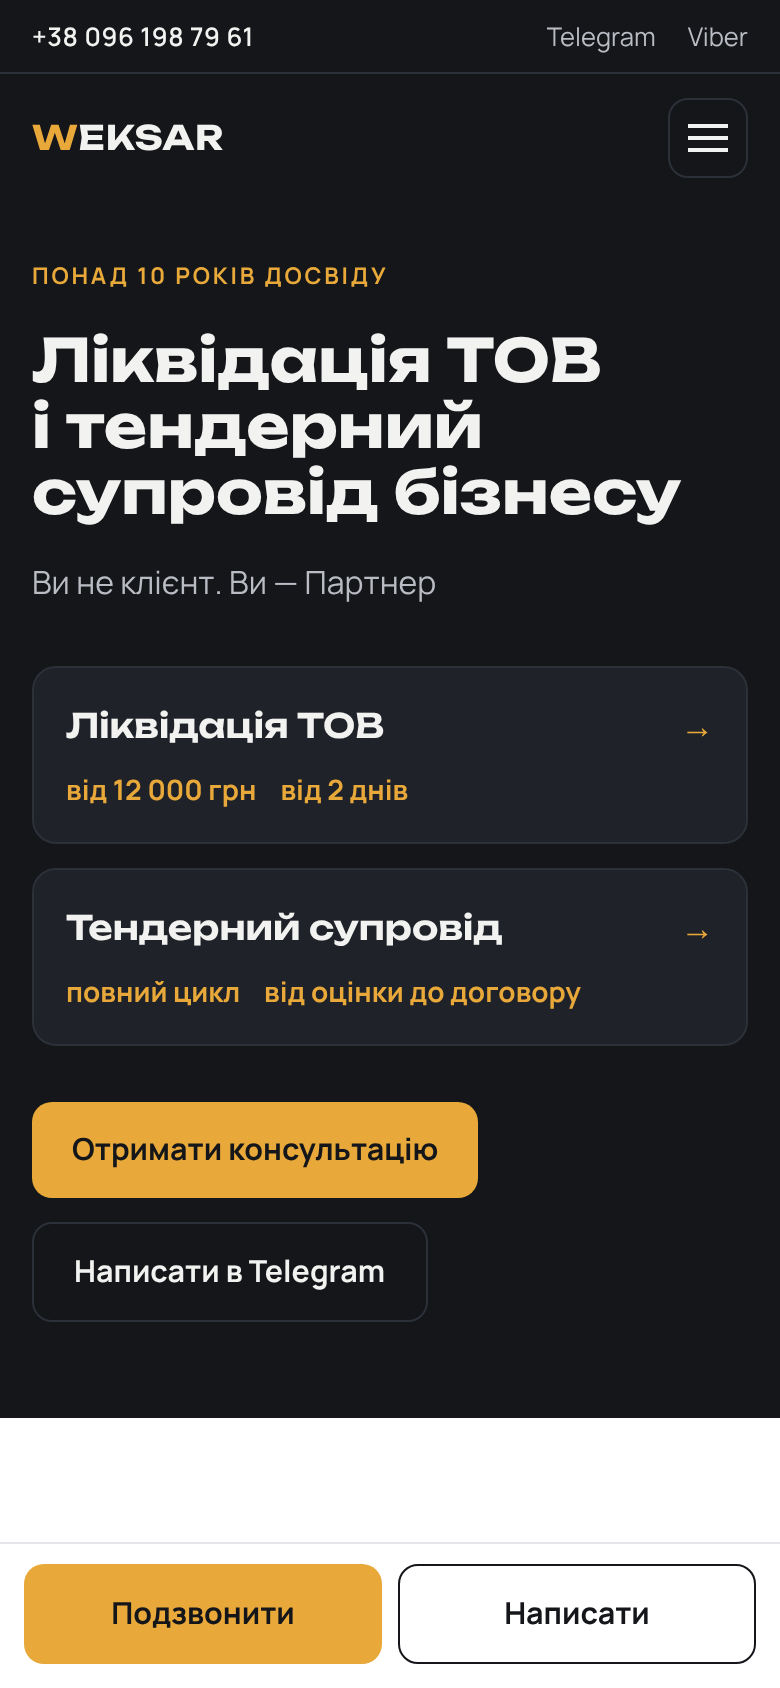 +38 096 198 79 61 Telegram Viber
WEKSAR
ПОНАД 10 РОКІВ ДОСВІДУ
Ліквідація ТОВ
і тендерний
супровід бізнесу
Ви не клієнт. Ви — Партнер
Ліквідація ТОВ →
від 12 000 грн від 2 днів
Тендерний супровід →
повний цикл від оцінки до договору
Отримати консультацію
Написати в Telegram
Подзвонити Написати